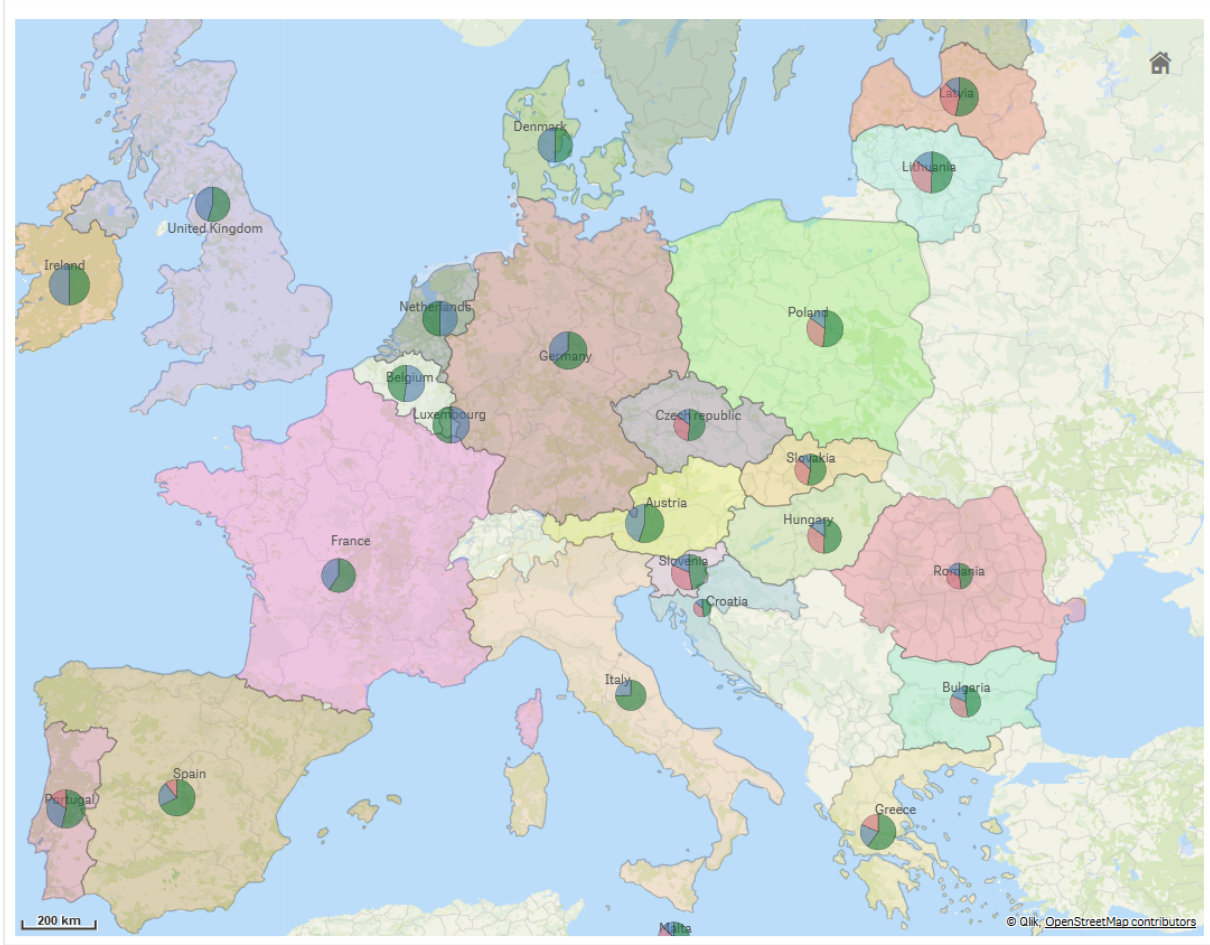 Latvia
Denmark
Lithuania
United Kingdom
Ireland
Netherlands
Poland
Germany
Belgium
Luxembourg
Czech republic
Slovakia
Austria
Hungary
France
Slovenia
Romania
Croatia
Italy
Bulgaria
Spain
Portugal
Greece
200 km
Malta
© Qlik, OpenStreetMap contributors